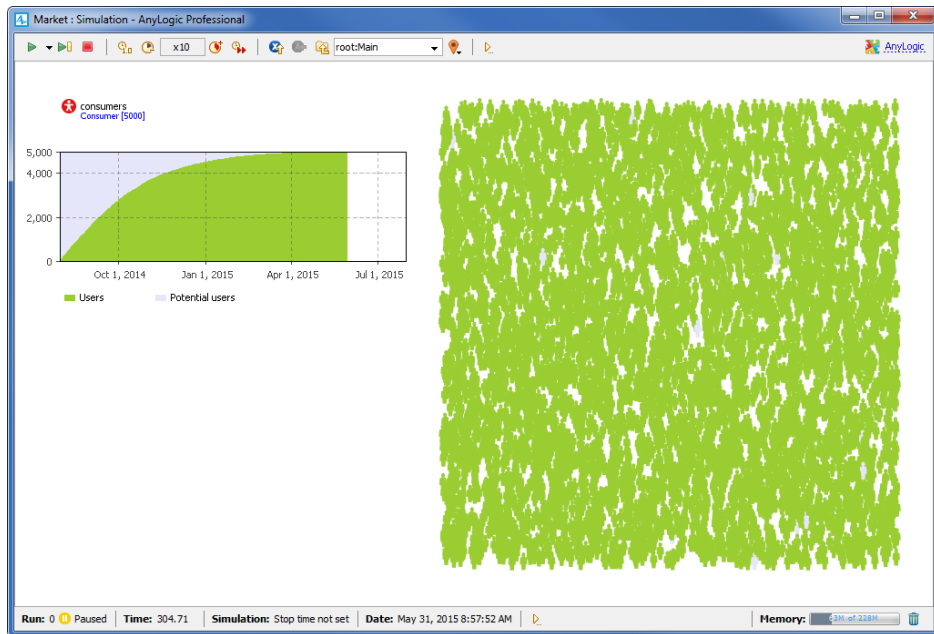 Market : Simulation - AnyLogic Professional
x10
root:Main
AnyLogic
consumers
Consumer [5000]
5,000
4,000
2,000
0
Oct 1, 2014 Jan 1, 2015 Apr 1, 2015 Jul 1, 2015
Users Potential users
Run: 0 Paused Time: 304.71 Simulation: Stop time not set Date: May 31, 2015 8:57:52 AM Memory: of 228M